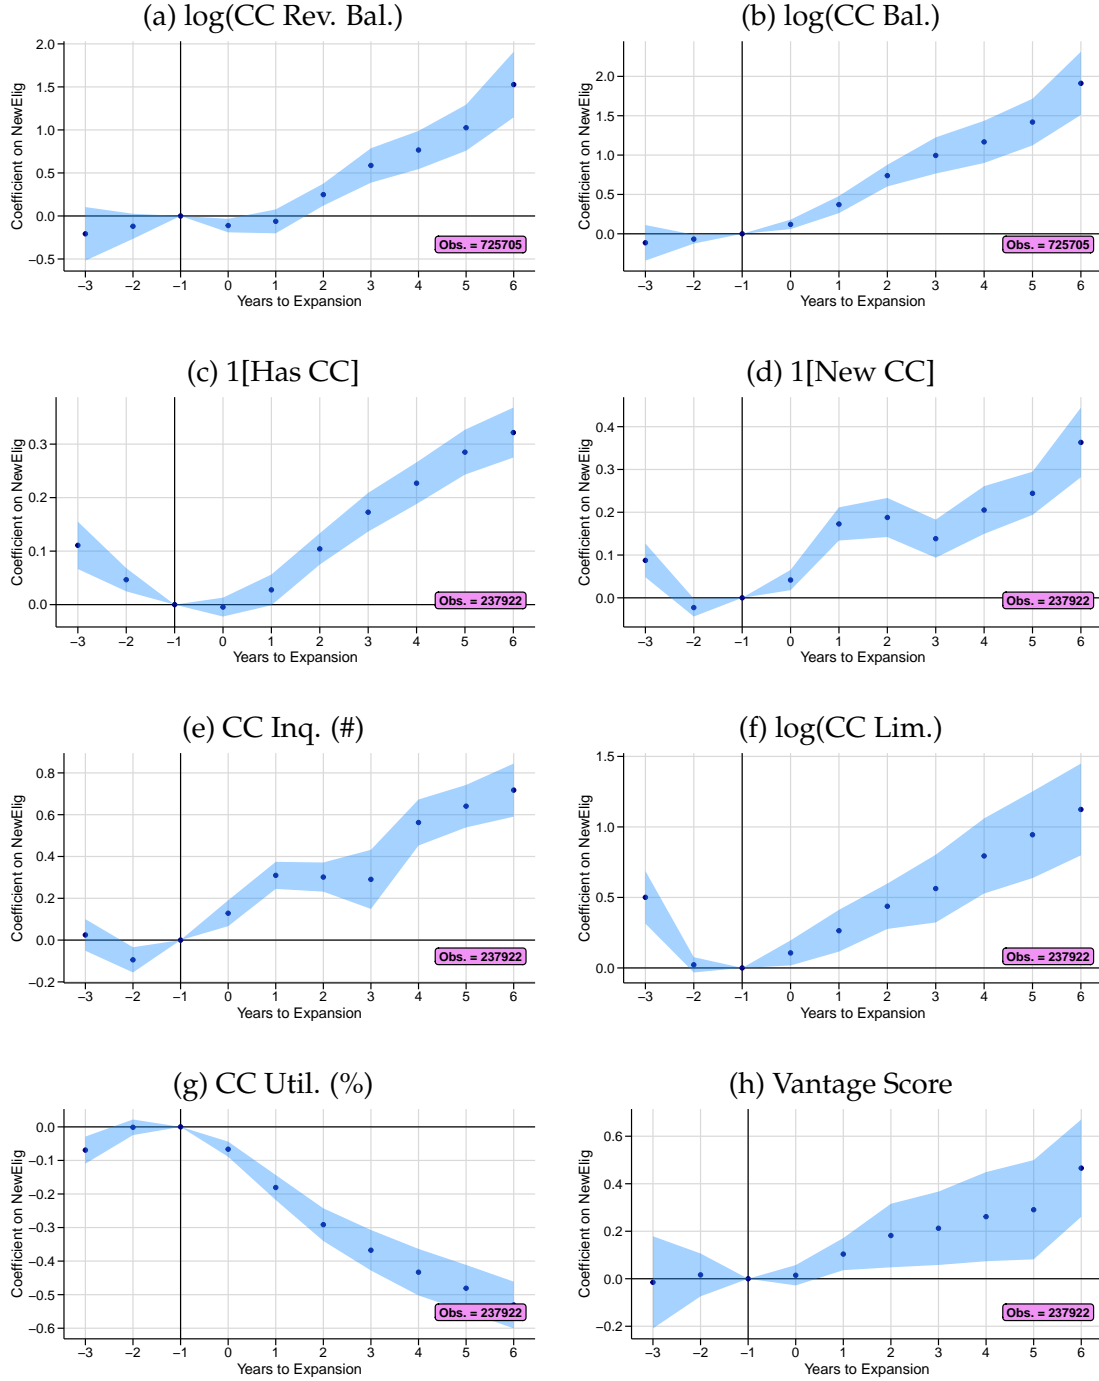 (a) log(CC Rev. Bal.)
Coefficient on NewElig
2.0
1.5
1.0
0.5
0.0
−0.5
Obs. = 725705
−3 −2 −1 0 1 2 3 4 5 6
Years to Expansion
(b) log(CC Bal.)
Coefficient on NewElig
2.0
1.5
1.0
0.5
0.0
Obs. = 725705
−3 −2 −1 0 1 2 3 4 5 6
Years to Expansion
(c) 1[Has CC]
Coefficient on NewElig
0.3
0.2
0.1
0.0
Obs. = 237922
−3 −2 −1 0 1 2 3 4 5 6
Years to Expansion
(d) 1[New CC]
Coefficient on NewElig
0.4
0.3
0.2
0.1
0.0
Obs. = 237922
−3 −2 −1 0 1 2 3 4 5 6
Years to Expansion
(e) CC Inq. (#)
Coefficient on NewElig
0.8
0.6
0.4
0.2
0.0
−0.2
Obs. = 237922
−3 −2 −1 0 1 2 3 4 5 6
Years to Expansion
(f) log(CC Lim.)
Coefficient on NewElig
1.5
1.0
0.5
0.0
Obs. = 237922
−3 −2 −1 0 1 2 3 4 5 6
Years to Expansion
(g) CC Util. (%)
Coefficient on NewElig
0.0
−0.1
−0.2
−0.3
−0.4
−0.5
−0.6
Obs. = 237922
−3 −2 −1 0 1 2 3 4 5 6
Years to Expansion
(h) Vantage Score
Coefficient on NewElig
0.6
0.4
0.2
0.0
−0.2
Obs. = 237922
−3 −2 −1 0 1 2 3 4 5 6
Years to Expansion